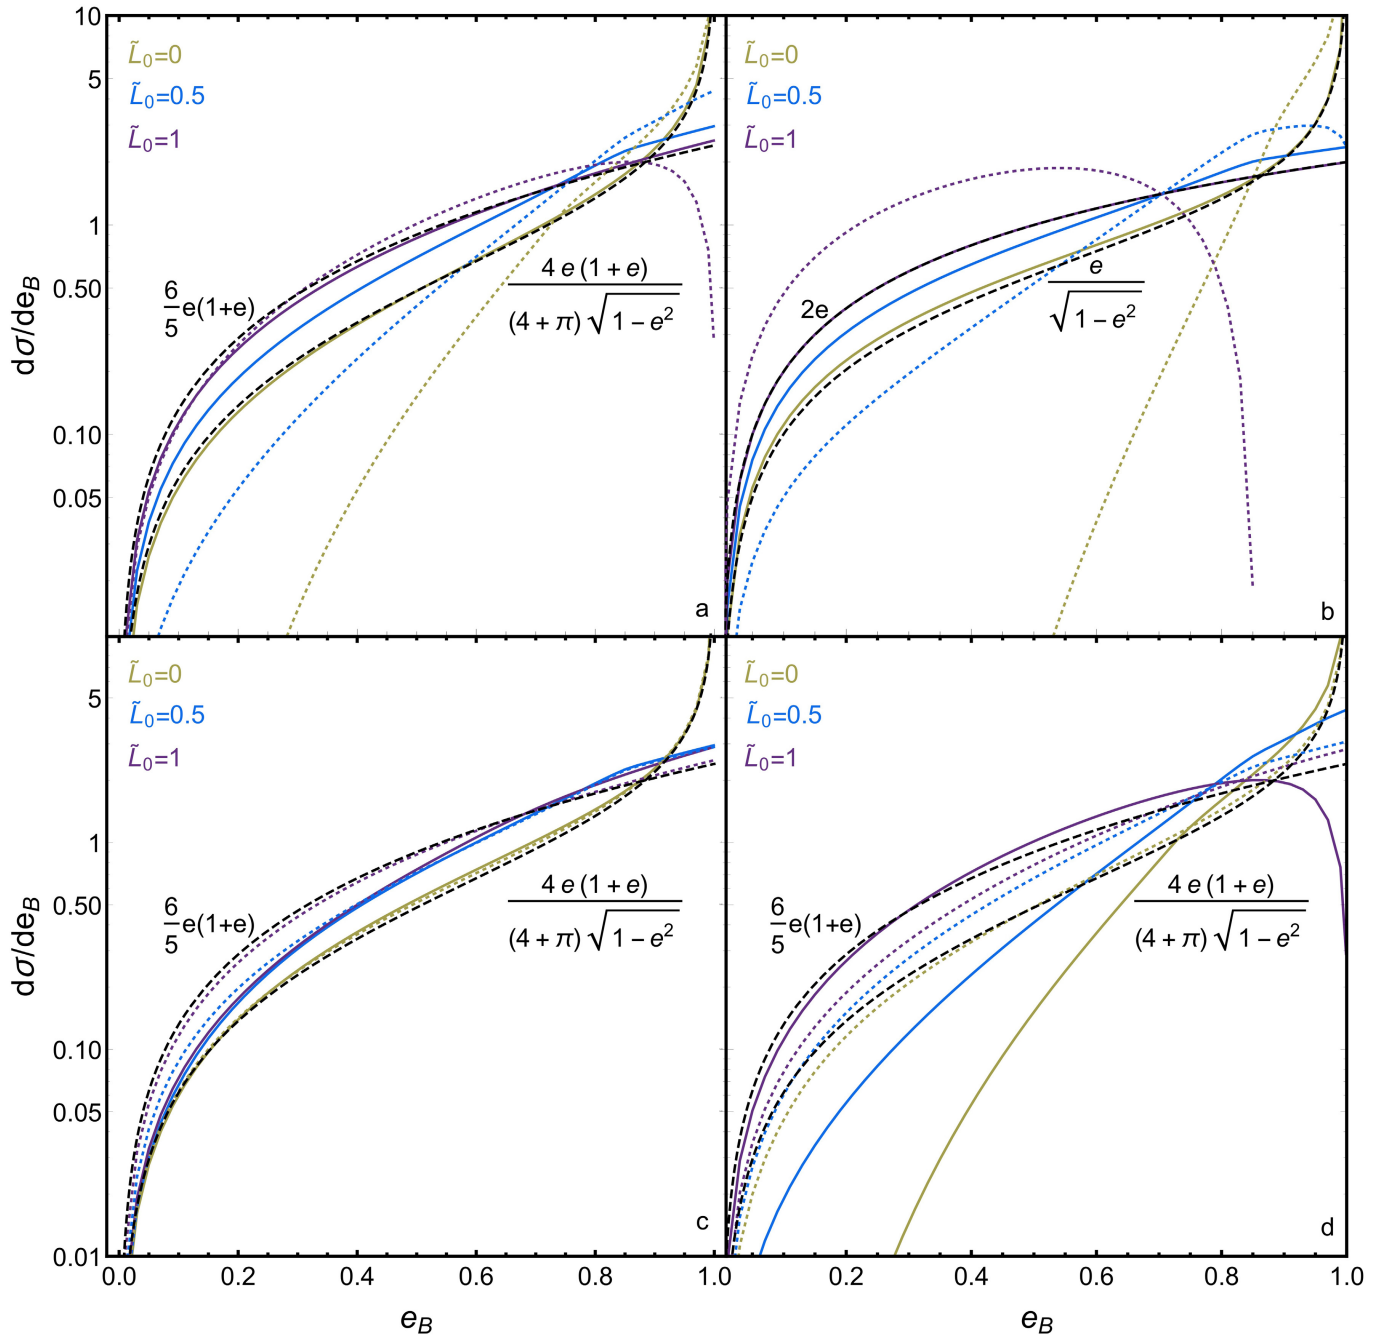 10
5
1
0.50
0.10
0.05
dσ/de_B
L̃₀=0
L̃₀=0.5
L̃₀=1
6/5 e(1+e)
4 e (1 + e) / (4 + π) √(1 − e²)
a
L̃₀=0
L̃₀=0.5
L̃₀=1
2e
e / √(1 − e²)
b
5
1
0.50
0.10
0.05
0.01
dσ/de_B
L̃₀=0
L̃₀=0.5
L̃₀=1
6/5 e(1+e)
4 e (1 + e) / (4 + π) √(1 − e²)
c
L̃₀=0
L̃₀=0.5
L̃₀=1
6/5 e(1+e)
4 e (1 + e) / (4 + π) √(1 − e²)
d
0.0 0.2 0.4 0.6 0.8 1.0 0.2 0.4 0.6 0.8 1.0
e_B e_B